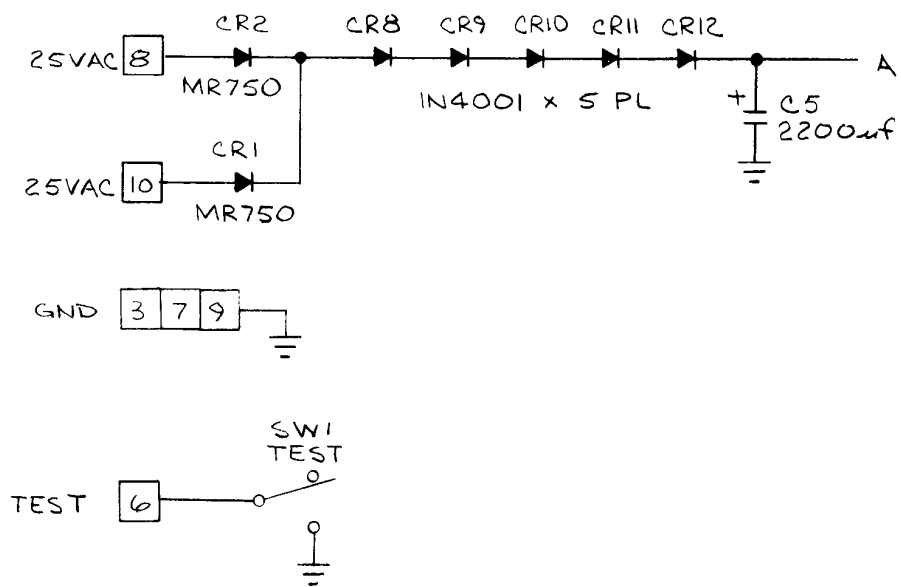 CR2 CR8 CR9 CR10 CR11 CR12
25VAC 8 A
MR750 IN4001 x 5 PL + C5
2200uf
CR1
25VAC 10
MR750
GND 3 7 9
SW1
TEST
TEST 6